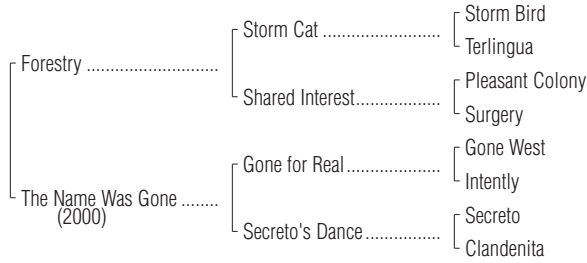 Storm Bird
Storm Cat ........................
Terlingua
Forestry ...........................
Pleasant Colony
Shared Interest.................
Surgery
Gone West
Gone for Real...................
Intently
The Name Was Gone ........
(2000)
Secreto
Secreto's Dance...............
Clandenita